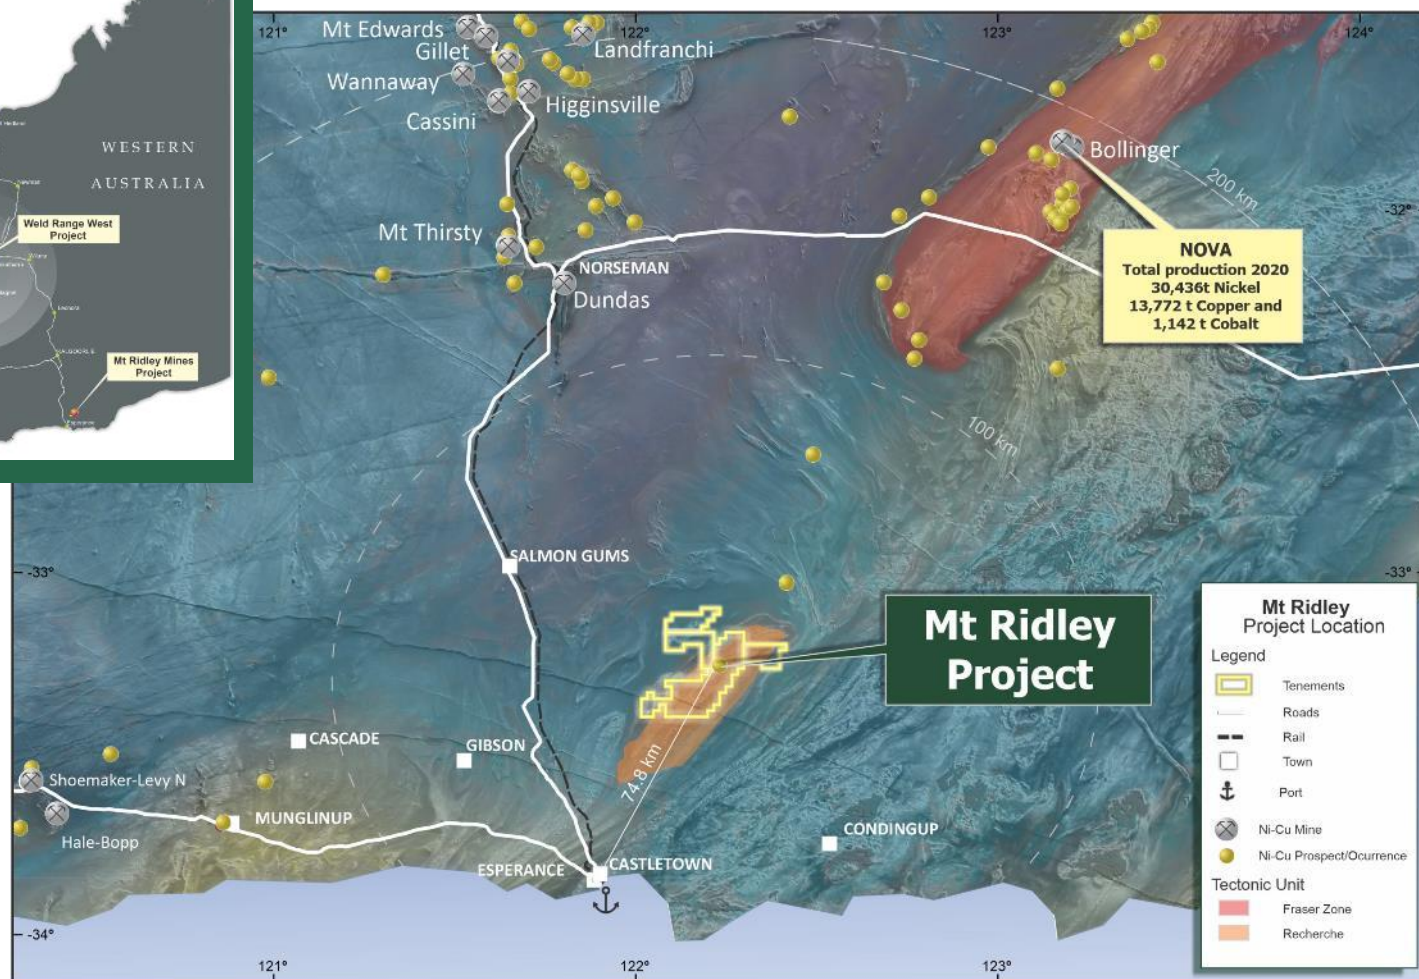 WESTERN
AUSTRALIA
Weld Range West
Project
Mt Ridley Mines
Project
121°
122°
123°
124°
Mt Edwards
Gillet
Landfranchi
Wannaway
Higginsville
Cassini
Bollinger
200 km
-32°
Mt Thirsty
NORSEMAN
Dundas
NOVA
Total production 2020
30,436t Nickel
13,772 t Copper and
1,142 t Cobalt
100 km
SALMON GUMS
-33°
-33°
Mt Ridley
Project
74.8 km
CASCADE
GIBSON
Shoemaker-Levy N
Hale-Bopp
MUNGLINUP
CONDINGUP
ESPERANCE
CASTLETOWN
-34°
121°
122°
123°
Mt Ridley
Project Location
Legend
Tenements
Roads
Rail
Town
Port
Ni-Cu Mine
Ni-Cu Prospect/Ocurrence
Tectonic Unit
Fraser Zone
Recherche